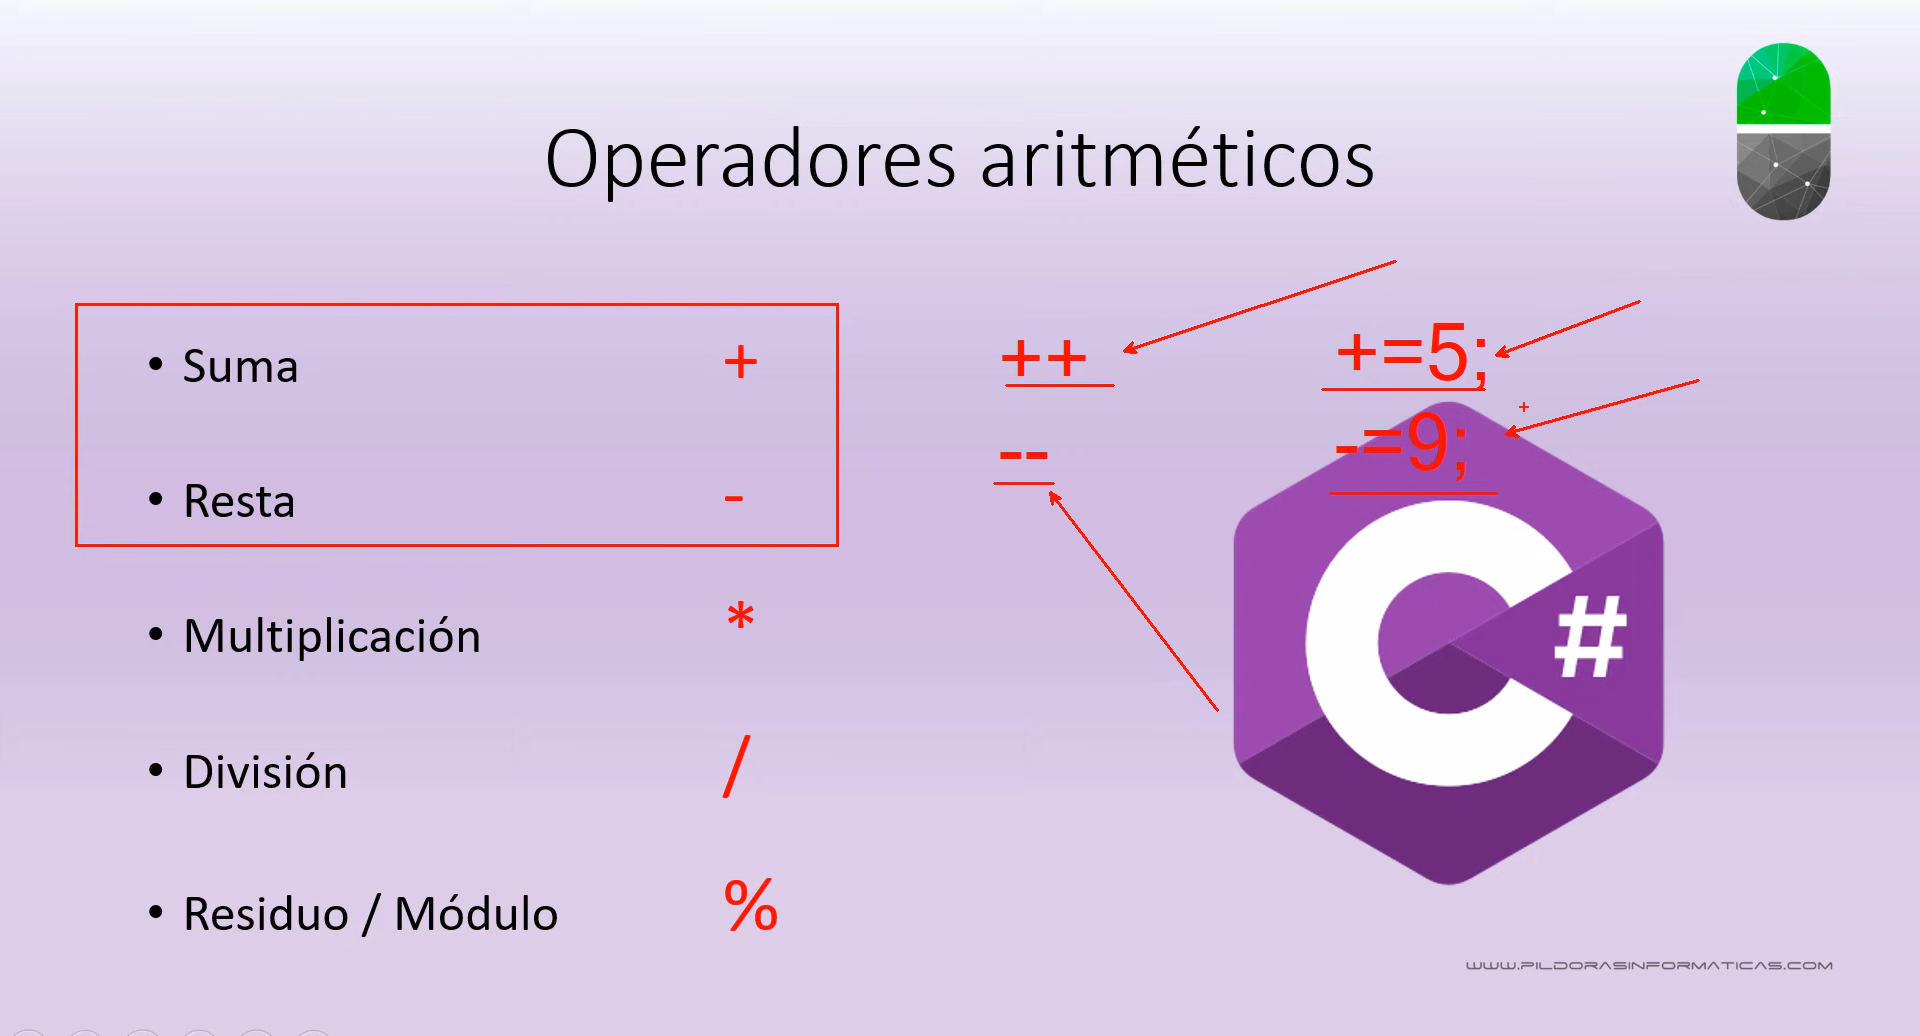 Operadores aritméticos
• Suma + ++ +=5;
• Resta - -- -=9;
• Multiplicación *
• División /
• Residuo / Módulo %
C#
WWW.PILDORASINFORMATICAS.COM